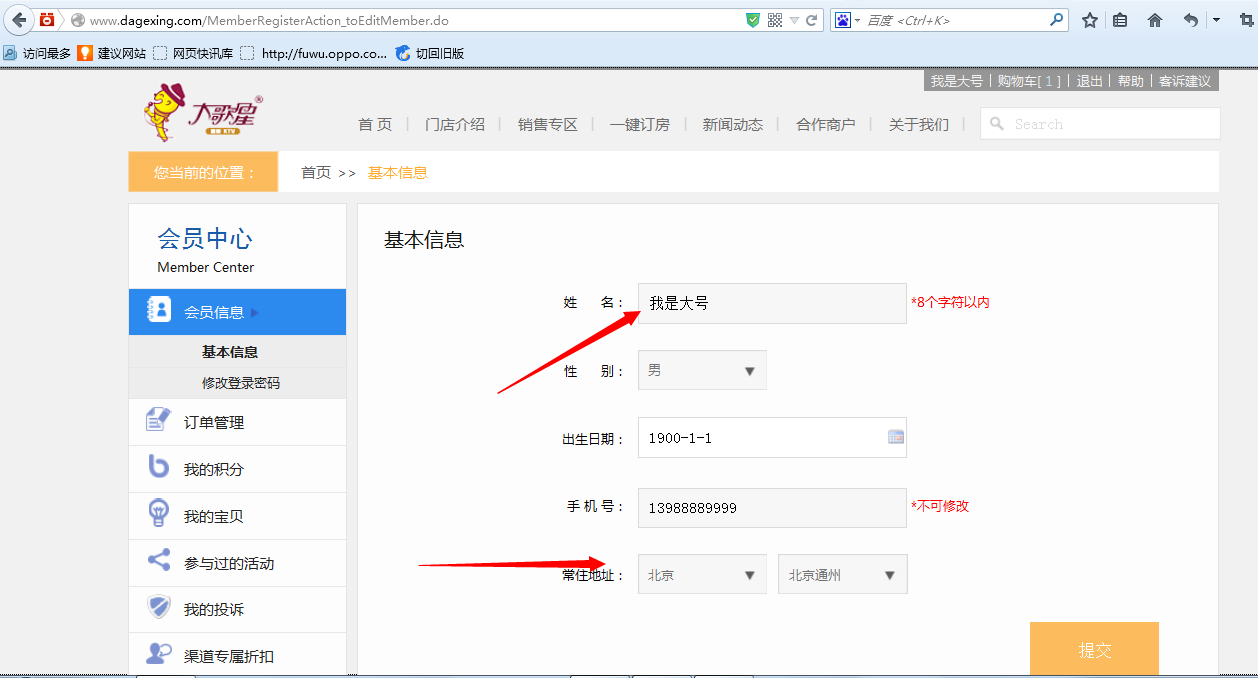 www.dagexing.com/MemberRegisterAction_toEditMember.do
百度 <Ctrl+K>
访问最多 建议网站 网页快讯库 http://fuwu.oppo.co... 切回旧版
我是大号 | 购物车[ 1 ] | 退出 | 帮助 | 客诉建议
大歌星
KTV
首 页 | 门店介绍 | 销售专区 | 一键订房 | 新闻动态 | 合作商户 | 关于我们 |
Search
您当前的位置： 首页 >> 基本信息
会员中心
Member Center
会员信息
基本信息
修改登录密码
订单管理
我的积分
我的宝贝
参与过的活动
我的投诉
渠道专属折扣
基本信息
姓 名： 我是大号 *8个字符以内
性 别： 男
出生日期： 1900-1-1
手 机 号： 13988889999 *不可修改
常住地址： 北京 北京通州
提交